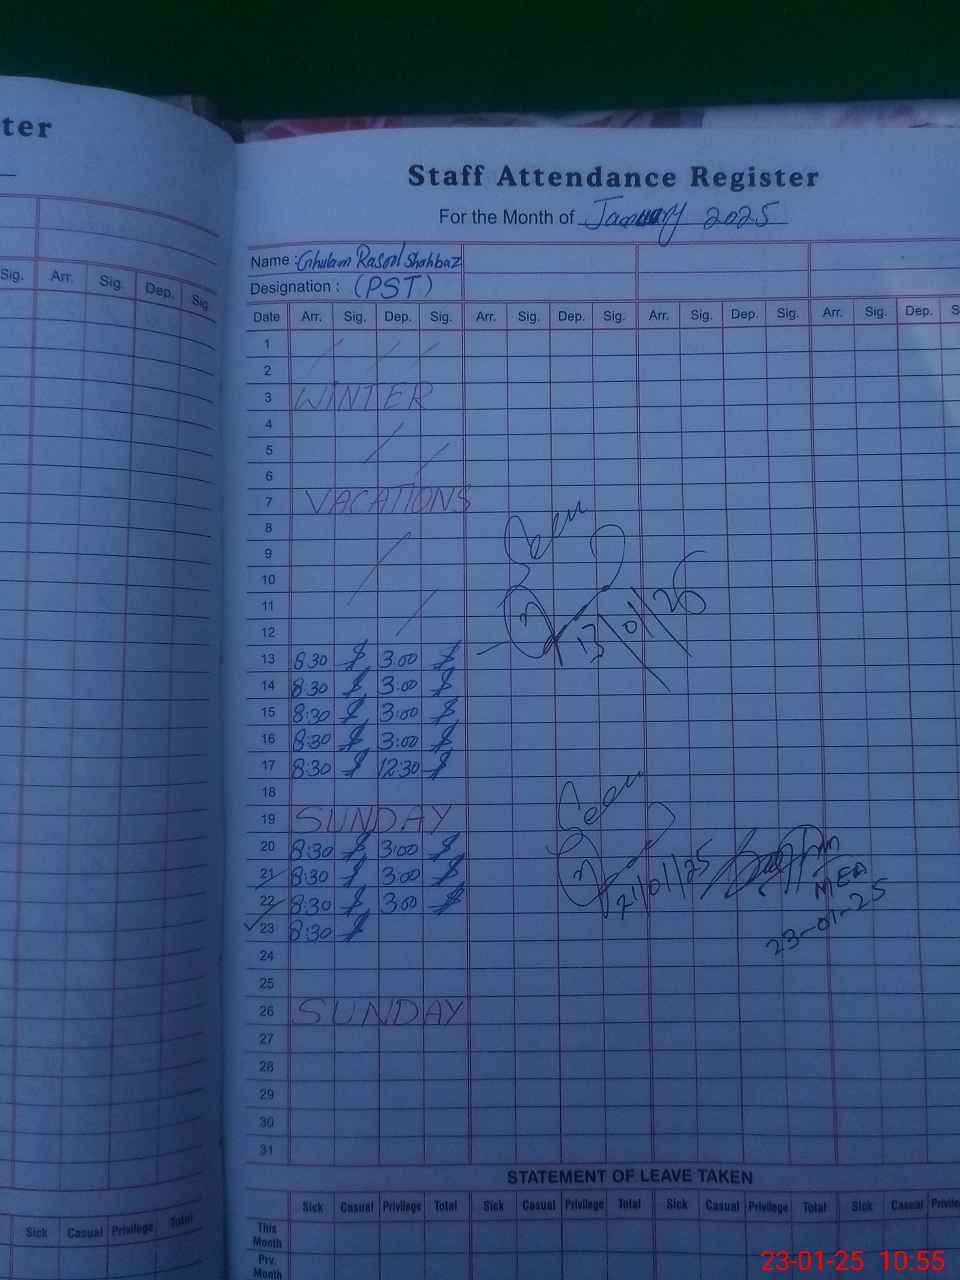 ter
Sig. Arr. Sig. Dep. Sig.
Sick Casual Privilege Total
Staff Attendance Register
For the Month of January 2025
Name : Ghulam Rasool Shahbaz
Designation : (PST)
Date Arr. Sig. Dep. Sig. Arr. Sig. Dep. Sig. Arr. Sig. Dep. Sig. Arr. Sig. Dep. S
1
2
3 WINTER
4
5
6
7 VACATIONS
8
9
10
11
12
13 8:30 3:00
14 8:30 3:00
15 8:30 3:00
16 8:30 3:00
17 8:30 12:30
18
19 SUNDAY
20 8:30 3:00
21 8:30 3:00
22 8:30 3:00
23 8:30
24
25
26 SUNDAY
27
28
29
30
31
Seen
13/01/26
Seen
21/01/25
MEA
23-01-25
STATEMENT OF LEAVE TAKEN
Sick Casual Privilege Total Sick Casual Privilege Total Sick Casual Privilege Total Sick Casual Privile
This Month
Prv. Month
23-01-25 10:55